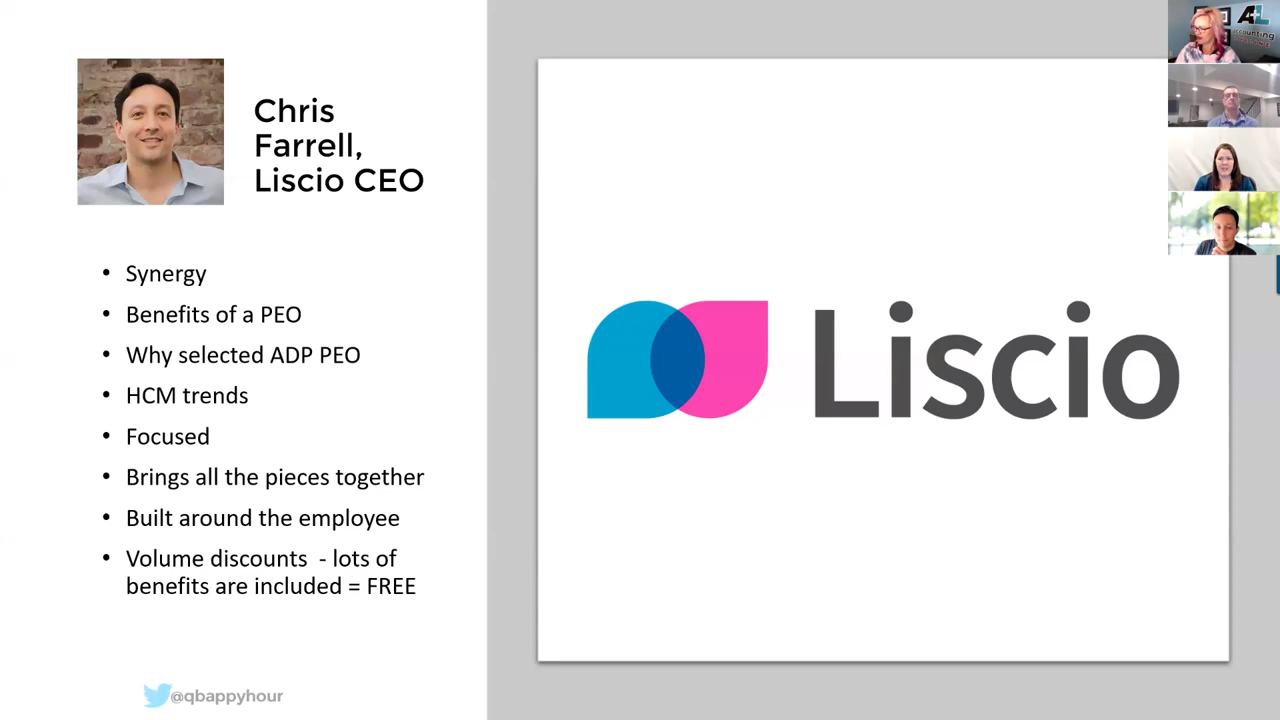 Chris
Farrell,
Liscio CEO
• Synergy
• Benefits of a PEO
• Why selected ADP PEO
• HCM trends
• Focused
• Brings all the pieces together
• Built around the employee
• Volume discounts - lots of
benefits are included = FREE
@qbappyhour
Liscio
A+L
accounting